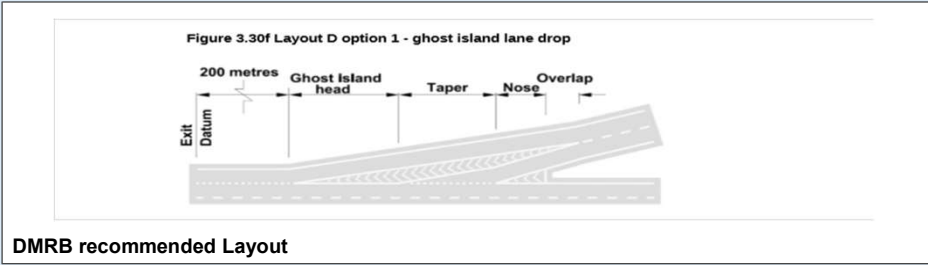 Figure 3.30f Layout D option 1 - ghost island lane drop
200 metres
Ghost Island
head
Taper
Nose
Overlap
Exit
Datum
DMRB recommended Layout